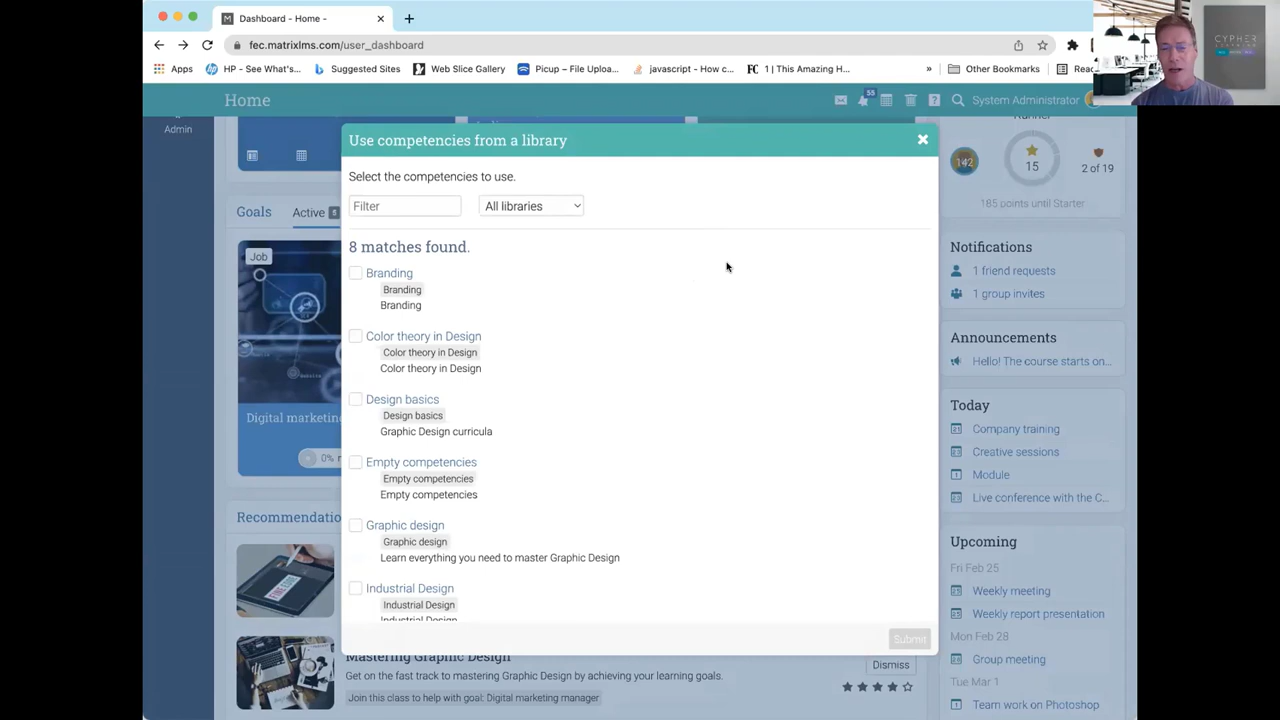 Dashboard - Home -
fec.matrixlms.com/user_dashboard
Apps
HP - See What's...
Suggested Sites
Web Slice Gallery
Picup – File Uploa...
javascript - How c...
1 | This Amazing H...
»
Other Bookmarks
CYPHER
Home
55
System Administrator
Admin
Use competencies from a library
Select the competencies to use.
Filter
All libraries
8 matches found.
Branding
Branding
Branding
Color theory in Design
Color theory in Design
Color theory in Design
Design basics
Design basics
Graphic Design curricula
Empty competencies
Empty competencies
Empty competencies
Graphic design
Graphic design
Learn everything you need to master Graphic Design
Industrial Design
Industrial Design
Industrial Design
Submit
Goals
Active
Job
Digital marketing
0%
Recommendatio
Mastering Graphic Design
Get on the fast track to mastering Graphic Design by achieving your learning goals.
Join this class to help with goal: Digital marketing manager
Dismiss
Runner
142
15
2 of 19
185 points until Starter
Notifications
1 friend requests
1 group invites
Announcements
Hello! The course starts on...
Today
Company training
Creative sessions
Module
Live conference with the C...
Upcoming
Fri Feb 25
Weekly meeting
Weekly report presentation
Mon Feb 28
Group meeting
Tue Mar 1
Team work on Photoshop